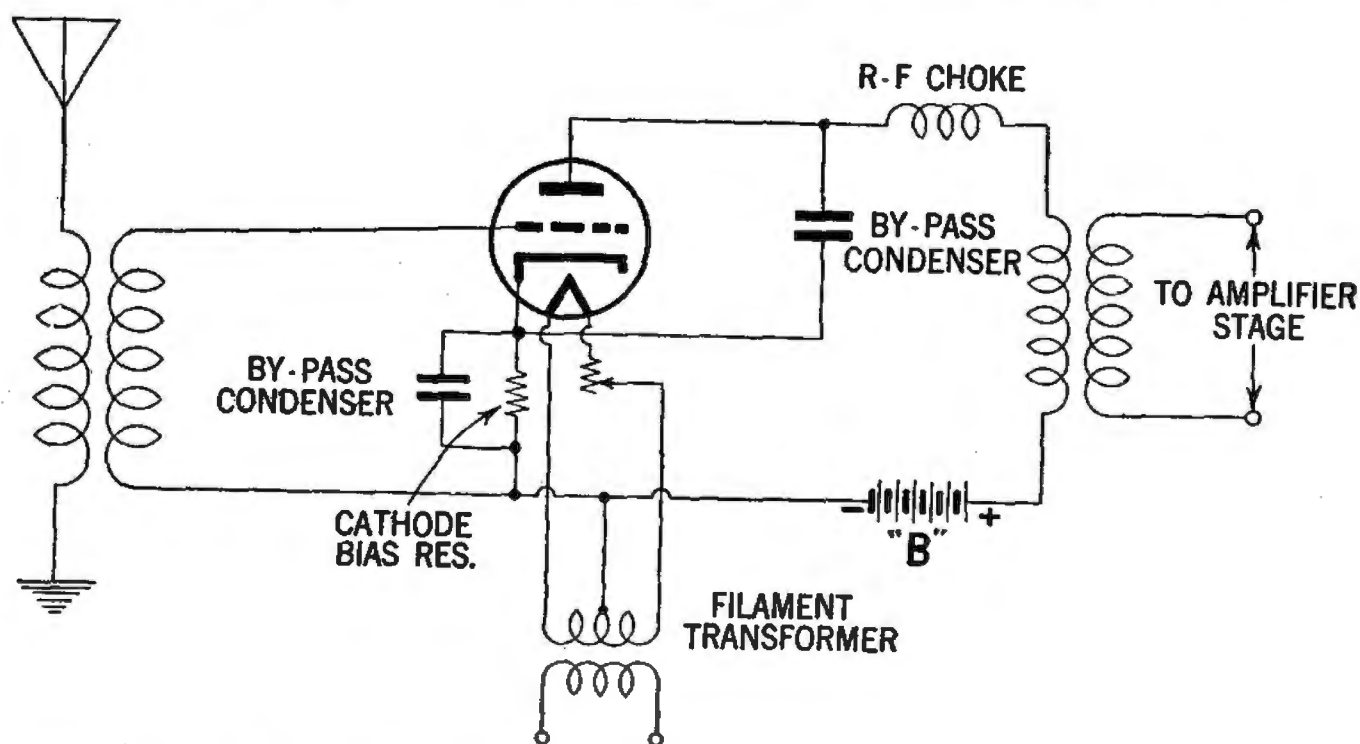 R-F CHOKE
BY-PASS
CONDENSER
TO AMPLIFIER
STAGE
BY-PASS
CONDENSER
CATHODE
BIAS RES.
- +
"B"
FILAMENT
TRANSFORMER